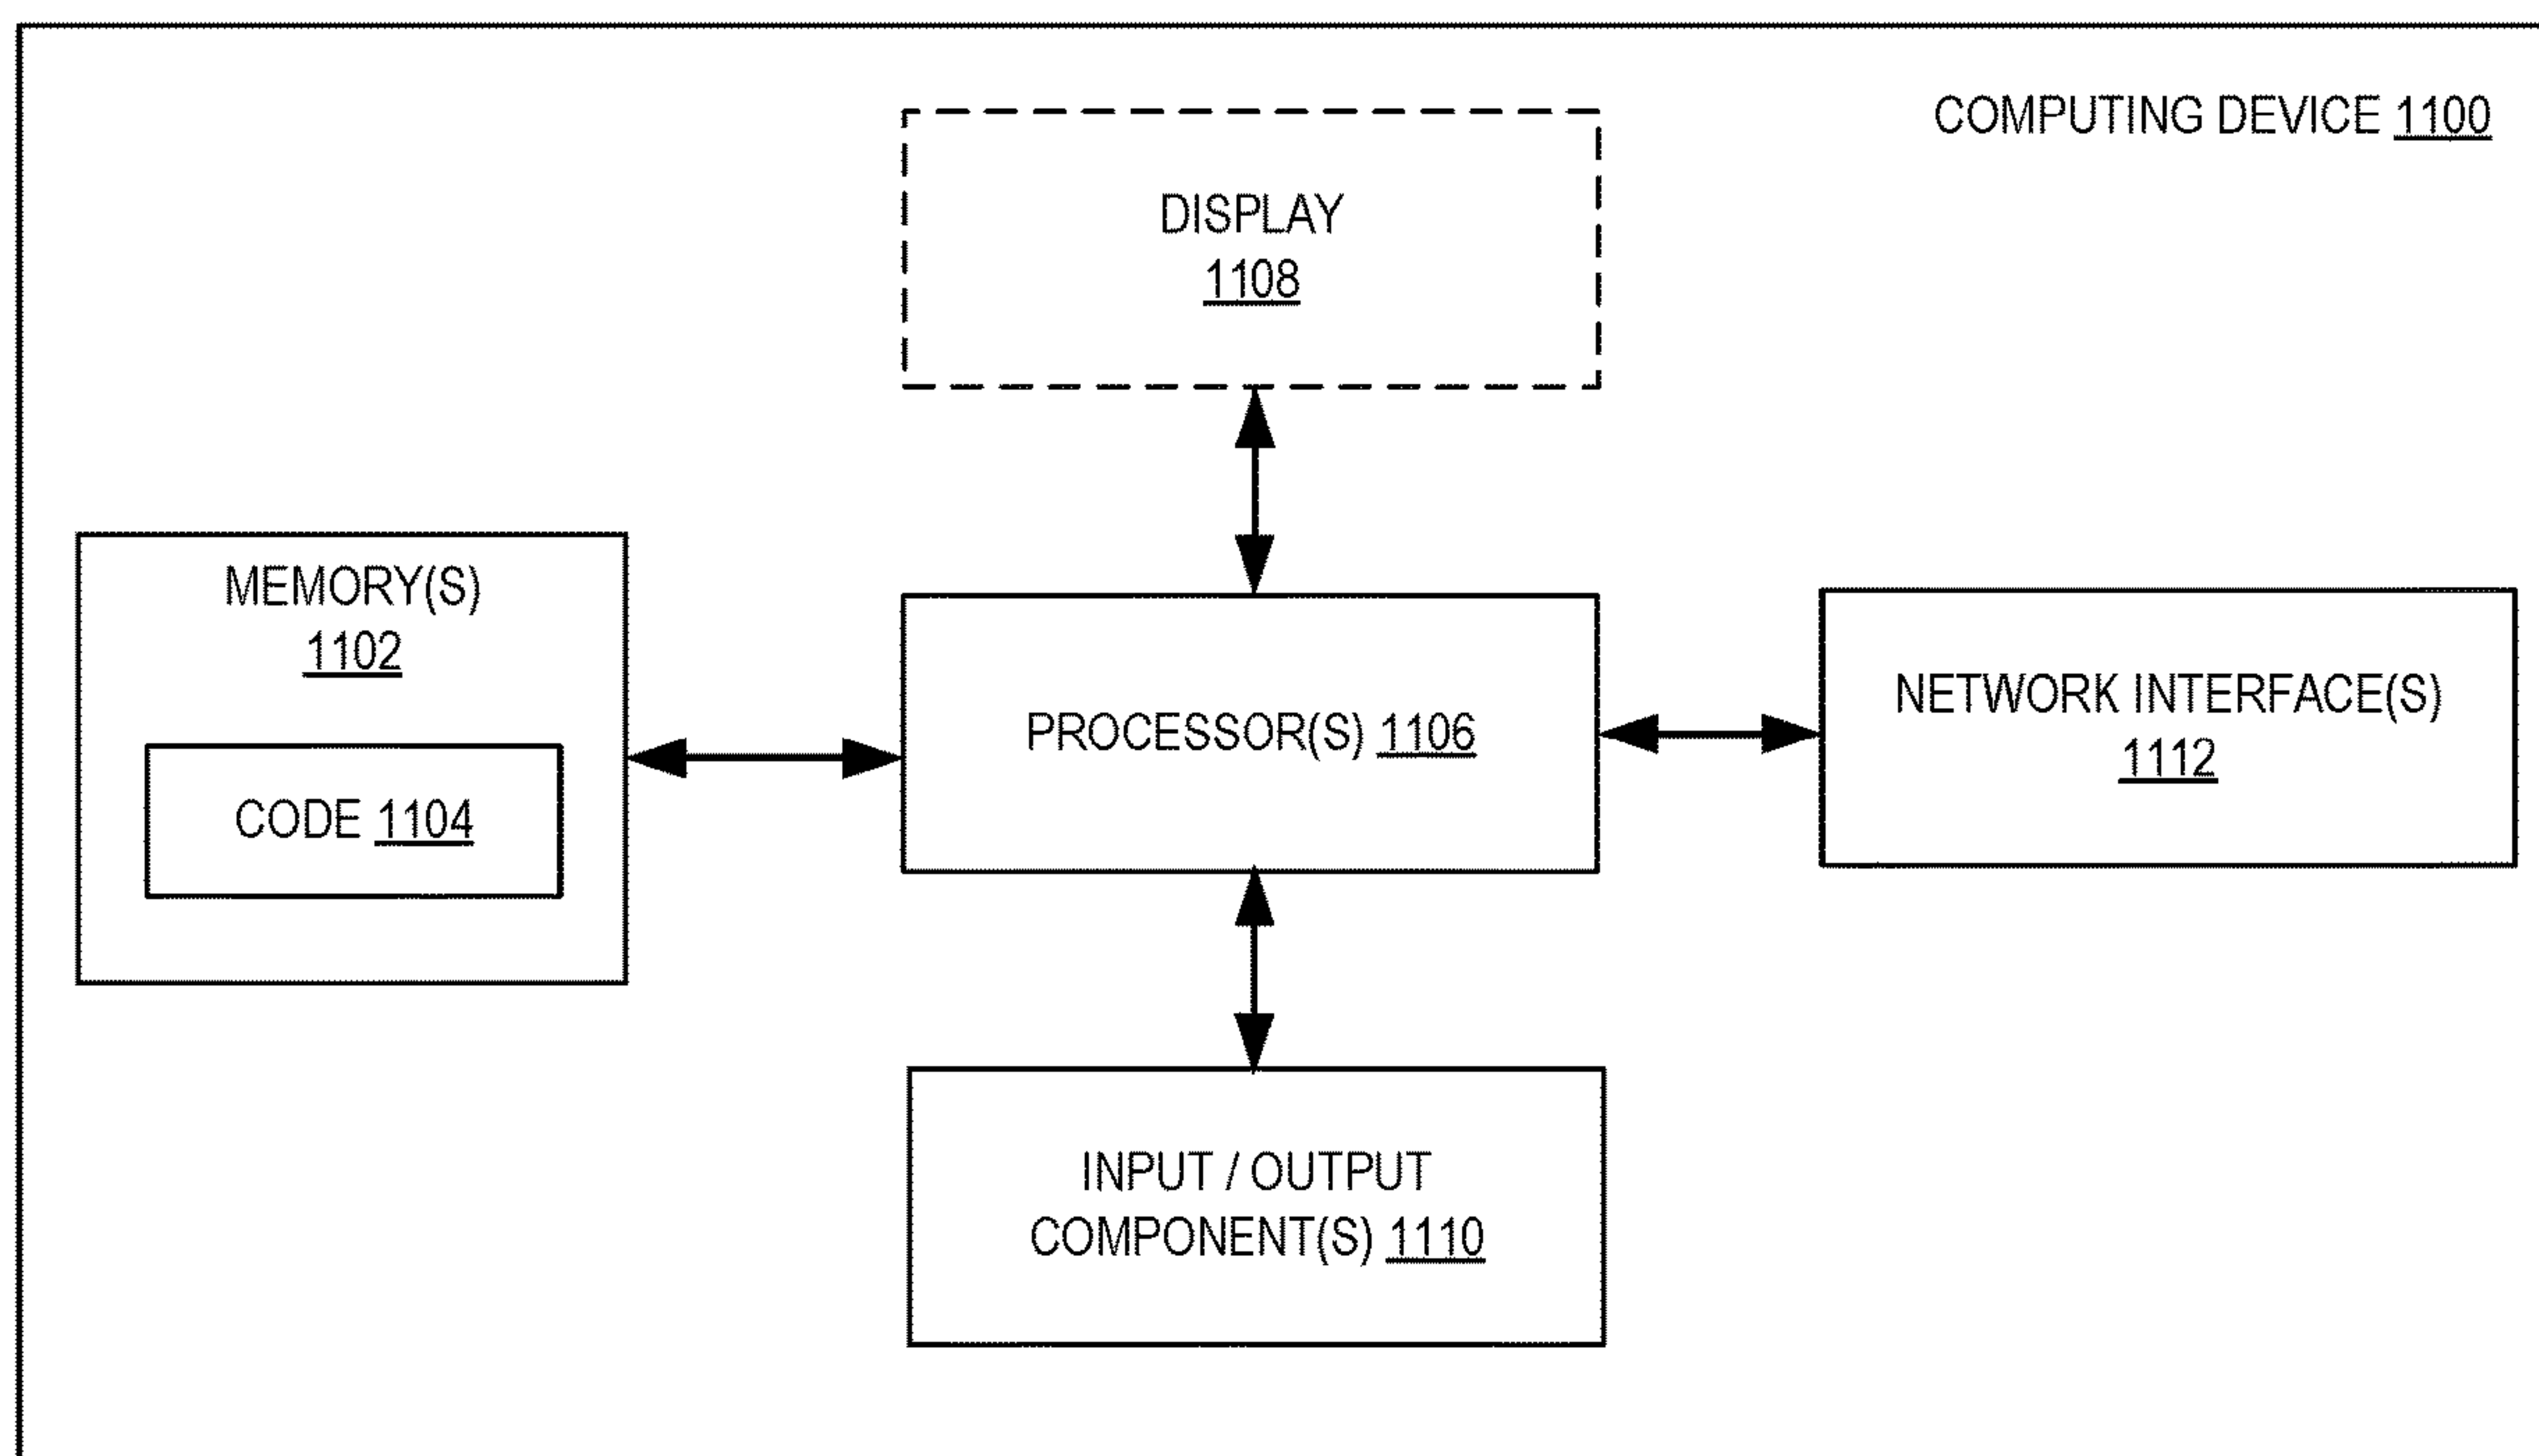 COMPUTING DEVICE 1100
DISPLAY
1108
MEMORY(S)
1102
CODE 1104
PROCESSOR(S) 1106
NETWORK INTERFACE(S)
1112
INPUT / OUTPUT
COMPONENT(S) 1110